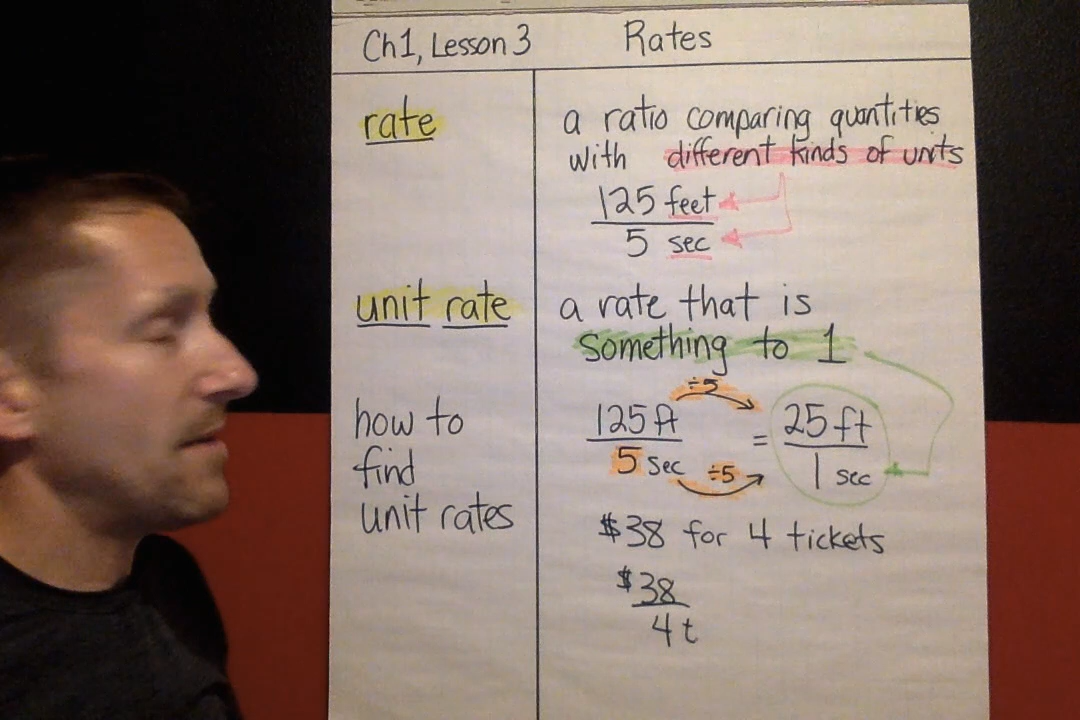 Ch1, Lesson 3
Rates
rate
a ratio comparing quantities
with different kinds of units
125 feet
5 sec
unit rate
a rate that is
something to 1
how to
find
unit rates
÷5
125 ft
5 sec
÷5
=
25 ft
1 sec
$38 for 4 tickets
$38
4 t